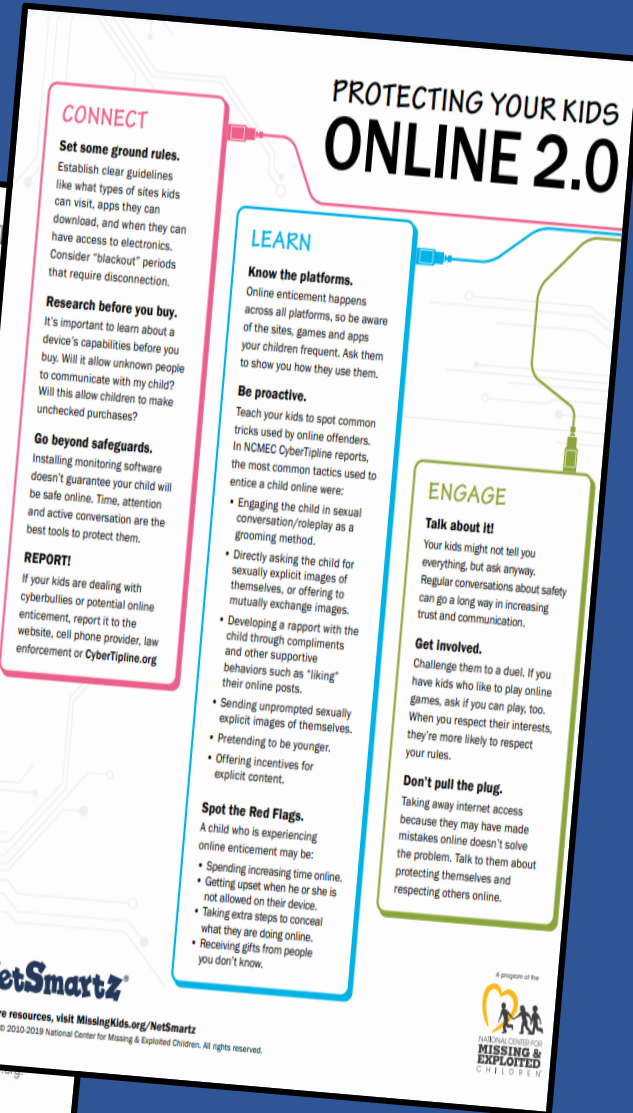 PROTECTING YOUR KIDS
ONLINE 2.0
CONNECT
Set some ground rules.
Establish clear guidelines
like what types of sites kids
can visit, apps they can
download, and when they can
have access to electronics.
Consider “blackout” periods
that require disconnection.
Research before you buy.
It’s important to learn about a
device’s capabilities before you
buy. Will it allow unknown people
to communicate with my child?
Will this allow children to make
unchecked purchases?
Go beyond safeguards.
Installing monitoring software
doesn’t guarantee your child will
be safe online. Time, attention
and active conversation are the
best tools to protect them.
REPORT!
If your kids are dealing with
cyberbullies or potential online
enticement, report it to the
website, cell phone provider, law
enforcement or CyberTipline.org
LEARN
Know the platforms.
Online enticement happens
across all platforms, so be aware
of the sites, games and apps
your children frequent. Ask them
to show you how they use them.
Be proactive.
Teach your kids to spot common
tricks used by online offenders.
In NCMEC CyberTipline reports,
the most common tactics used to
entice a child online were:
• Engaging the child in sexual
conversation/roleplay as a
grooming method.
• Directly asking the child for
sexually explicit images of
themselves, or offering to
mutually exchange images.
• Developing a rapport with the
child through compliments
and other supportive
behaviors such as “liking”
their online posts.
• Sending unprompted sexually
explicit images of themselves.
• Pretending to be younger.
• Offering incentives for
explicit content.
Spot the Red Flags.
A child who is experiencing
online enticement may be:
• Spending increasing time online.
• Getting upset when he or she is
not allowed on their device.
• Taking extra steps to conceal
what they are doing online.
• Receiving gifts from people
you don’t know.
ENGAGE
Talk about it!
Your kids might not tell you
everything, but ask anyway.
Regular conversations about safety
can go a long way in increasing
trust and communication.
Get involved.
Challenge them to a duel. If you
have kids who like to play online
games, ask if you can play, too.
When you respect their interests,
they’re more likely to respect
your rules.
Don’t pull the plug.
Taking away internet access
because they may have made
mistakes online doesn’t solve
the problem. Talk to them about
protecting themselves and
respecting others online.
etSmartz®
re resources, visit MissingKids.org/NetSmartz
© 2010-2019 National Center for Missing & Exploited Children. All rights reserved.
A program of the
NATIONAL CENTER FOR
MISSING &
EXPLOITED
CHILDREN